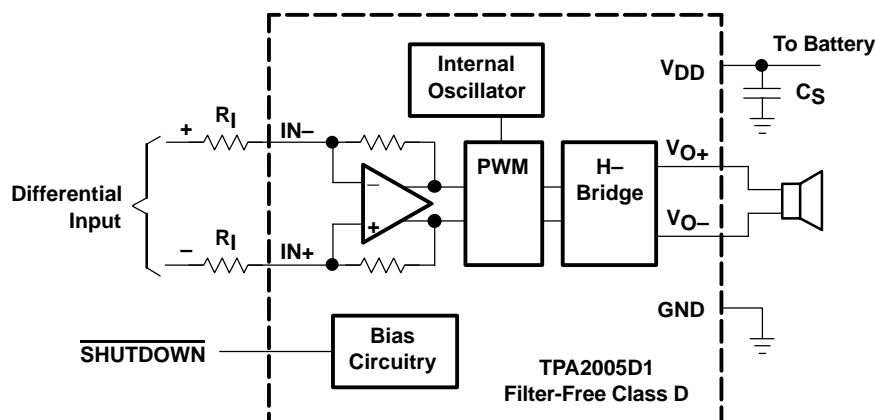 To Battery
Internal
Oscillator
VDD
CS
RI
+
IN–
Differential
Input
–
PWM
H–
Bridge
VO+
+
VO–
–
RI
IN+
GND
SHUTDOWN
Bias
Circuitry
TPA2005D1
Filter-Free Class D